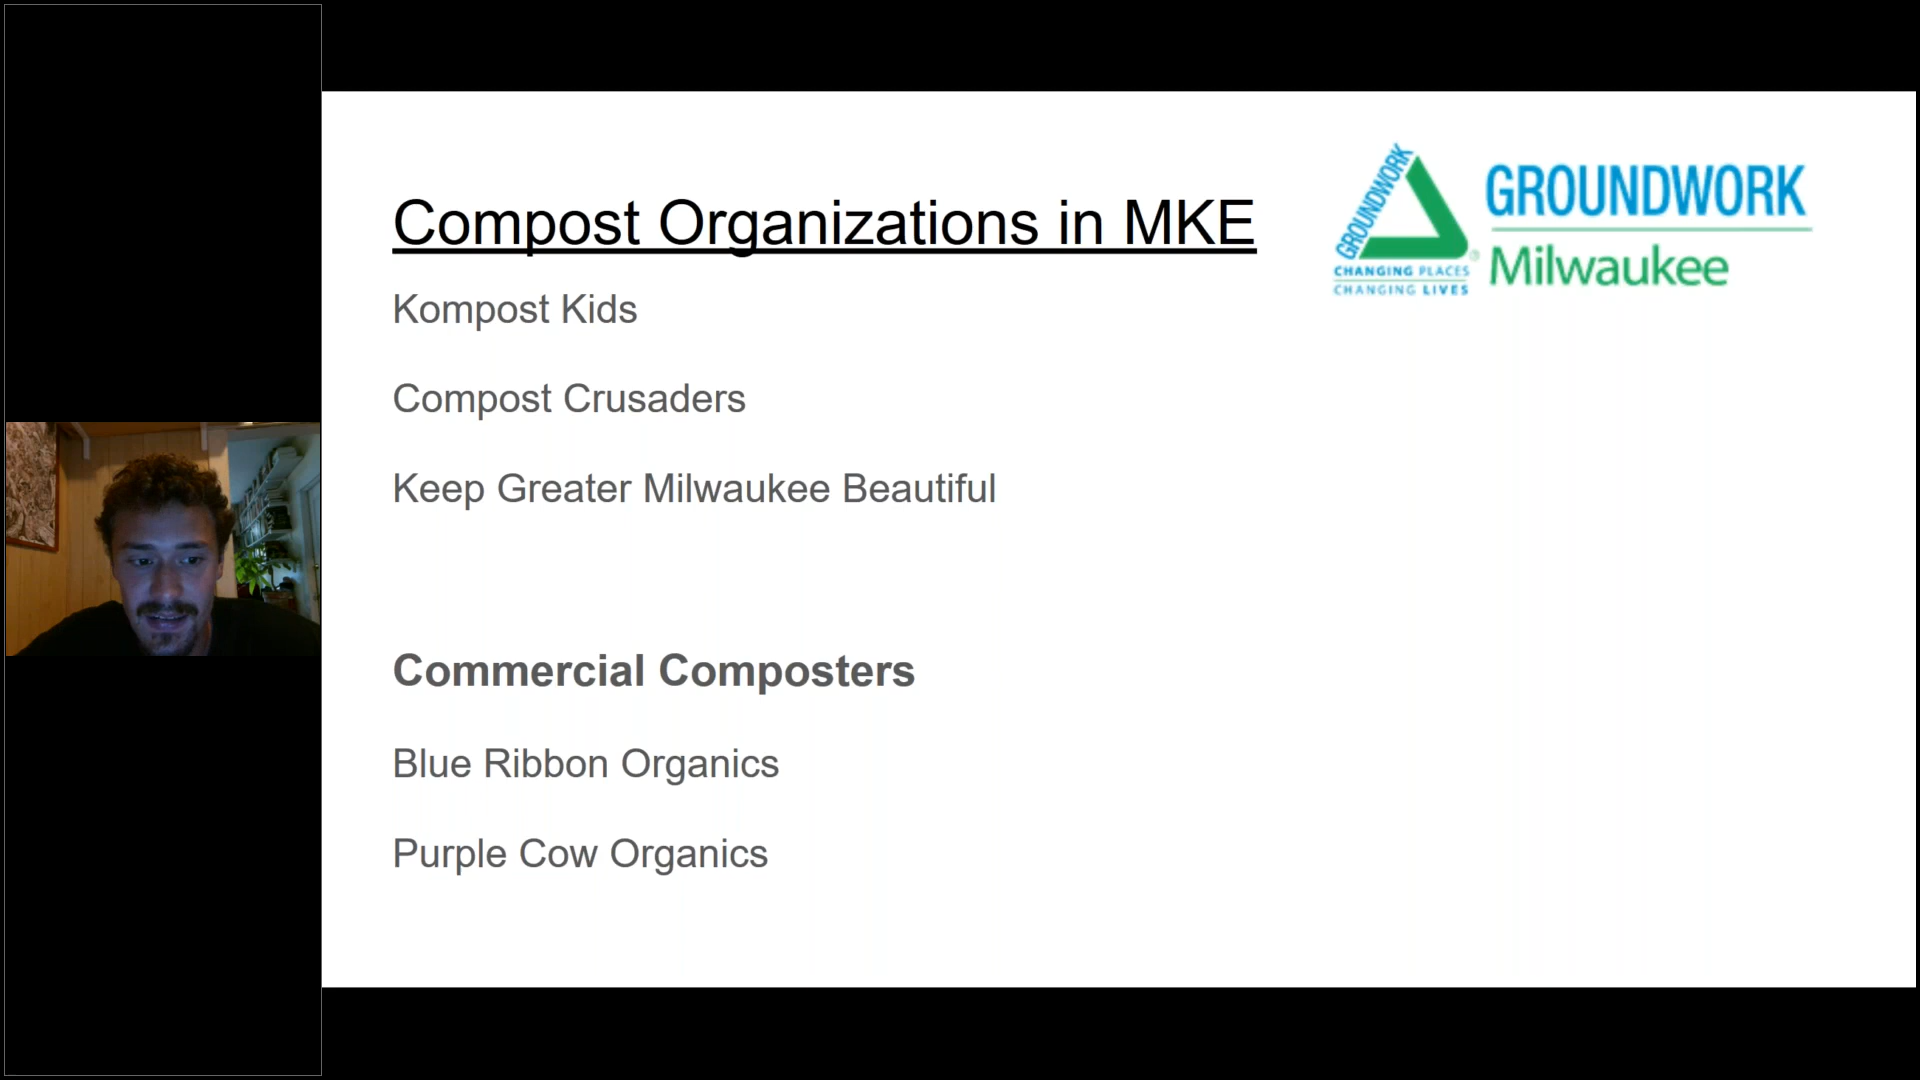 Compost Organizations in MKE
Kompost Kids
Compost Crusaders
Keep Greater Milwaukee Beautiful
Commercial Composters
Blue Ribbon Organics
Purple Cow Organics
GROUNDWORK
CHANGING PLACES
CHANGING LIVES
GROUNDWORK
Milwaukee